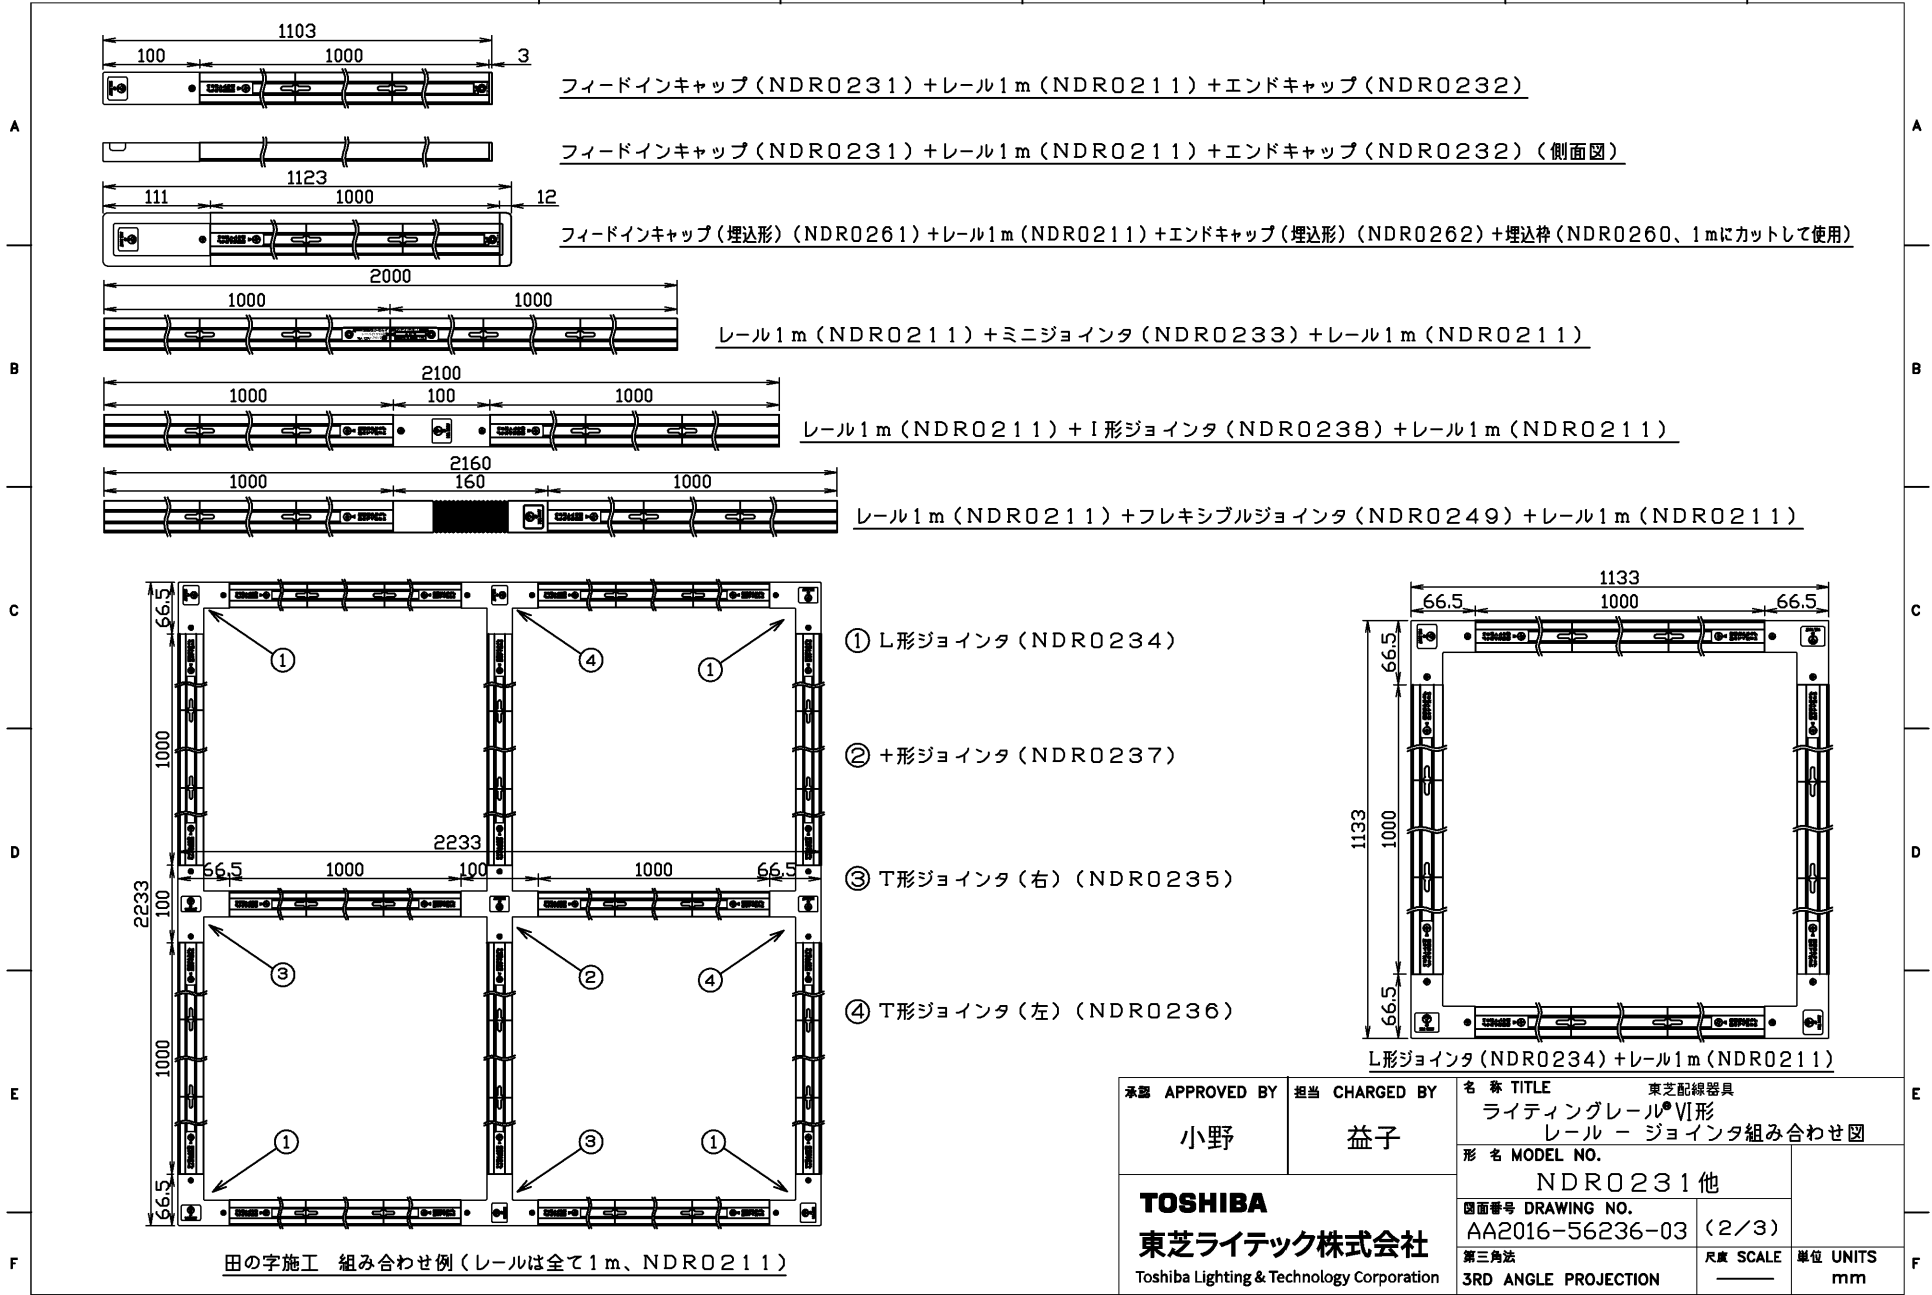 1103
100 1000 3
フィードインキャップ(NDR0231)+レール1m(NDR0211)+エンドキャップ(NDR0232)
A A
フィードインキャップ(NDR0231)+レール1m(NDR0211)+エンドキャップ(NDR0232)(側面図)
1123
111 1000 12
フィードインキャップ(埋込形)(NDR0261)+レール1m(NDR0211)+エンドキャップ(埋込形)(NDR0262)+埋込枠(NDR0260、1mにカットして使用)
2000
1000 1000
レール1m(NDR0211)+ミニジョインタ(NDR0233)+レール1m(NDR0211)
B B
2100
1000 100 1000
レール1m(NDR0211)+I形ジョインタ(NDR0238)+レール1m(NDR0211)
2160
1000 160 1000
レール1m(NDR0211)+フレキシブルジョインタ(NDR0249)+レール1m(NDR0211)
C C
66.5
1000
100
1000
66.5
2233
① ④ ①
2233
66.5 1000 100 1000 66.5
③ ② ④
① ③ ①
① L形ジョインタ(NDR0234)
② +形ジョインタ(NDR0237)
③ T形ジョインタ(右)(NDR0235)
④ T形ジョインタ(左)(NDR0236)
田の字施工 組み合わせ例(レールは全て1m、NDR0211)
1133
66.5 1000 66.5
66.5
1000
66.5
1133
L形ジョインタ(NDR0234)+レール1m(NDR0211)
D D
E E
F F
承認 APPROVED BY
小野
担当 CHARGED BY
益子
名 称 TITLE 東芝配線器具
ライティングレール®Ⅵ形
レール − ジョインタ組み合わせ図
形 名 MODEL NO.
NDR0231他
図面番号 DRAWING NO.
AA2016-56236-03 (2/3)
第三角法
3RD ANGLE PROJECTION
尺度 SCALE
単位 UNITS
mm
TOSHIBA
東芝ライテック株式会社
Toshiba Lighting & Technology Corporation